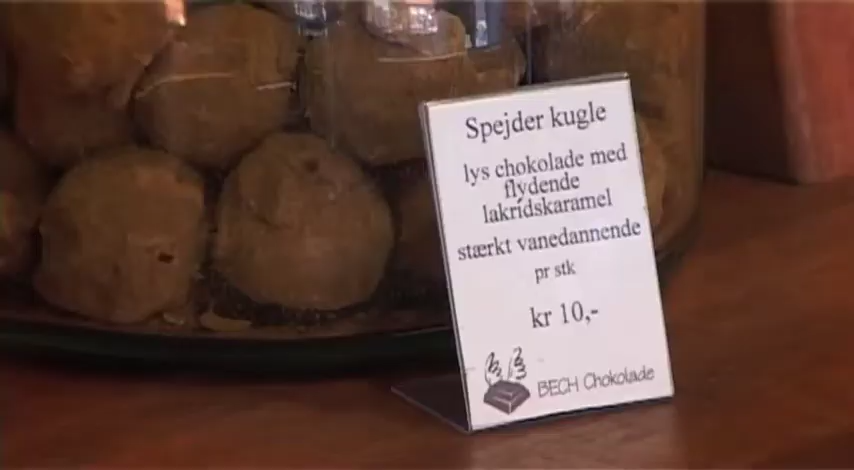 Spejder kugle
lys chokolade med
flydende
lakridskaramel
stærkt vanedannende
pr stk
kr 10,-
BECH Chokolade